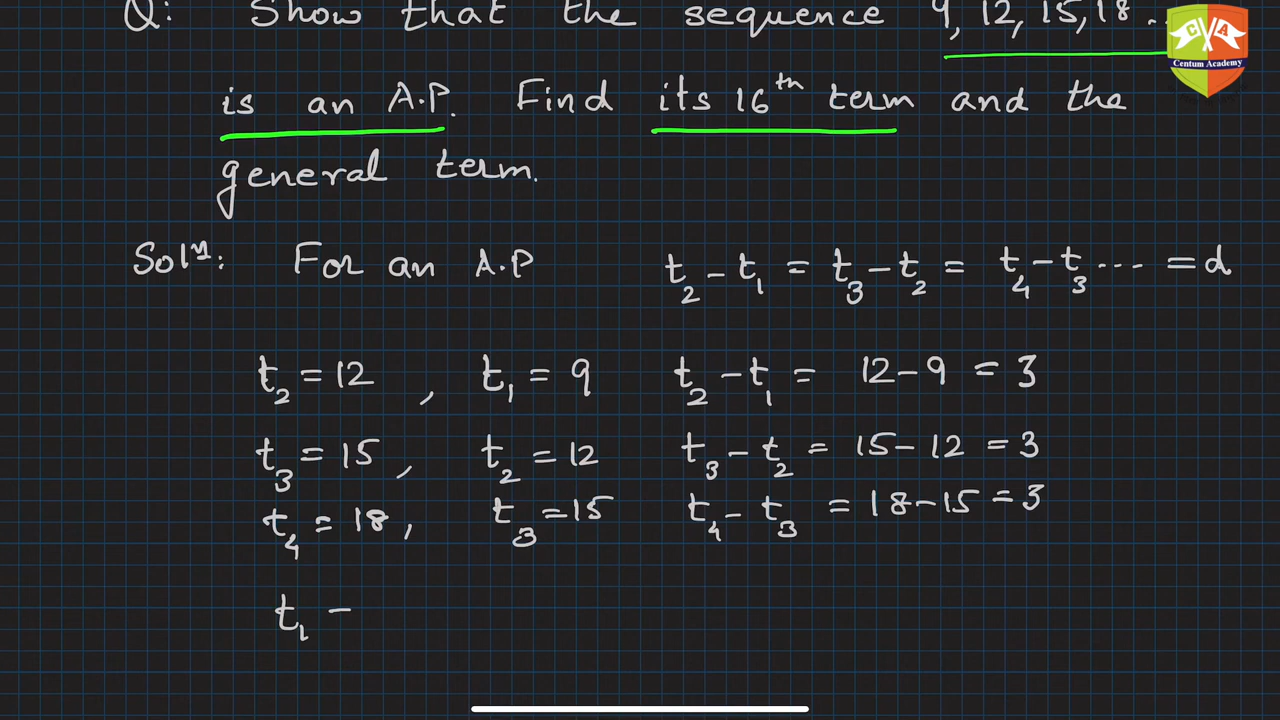 Q: Show that the sequence 9, 12, 15, 18 ...
is an A.P. Find its 16th term and the
general term.
Solⁿ: For an A.P t₂ - t₁ = t₃ - t₂ = t₄ - t₃ .... = d
t₂ = 12 , t₁ = 9 t₂ - t₁ = 12 - 9 = 3
t₃ = 15 , t₂ = 12 t₃ - t₂ = 15 - 12 = 3
t₄ = 18 , t₃ = 15 t₄ - t₃ = 18 - 15 = 3
t₁ -
C A
Centum Academy